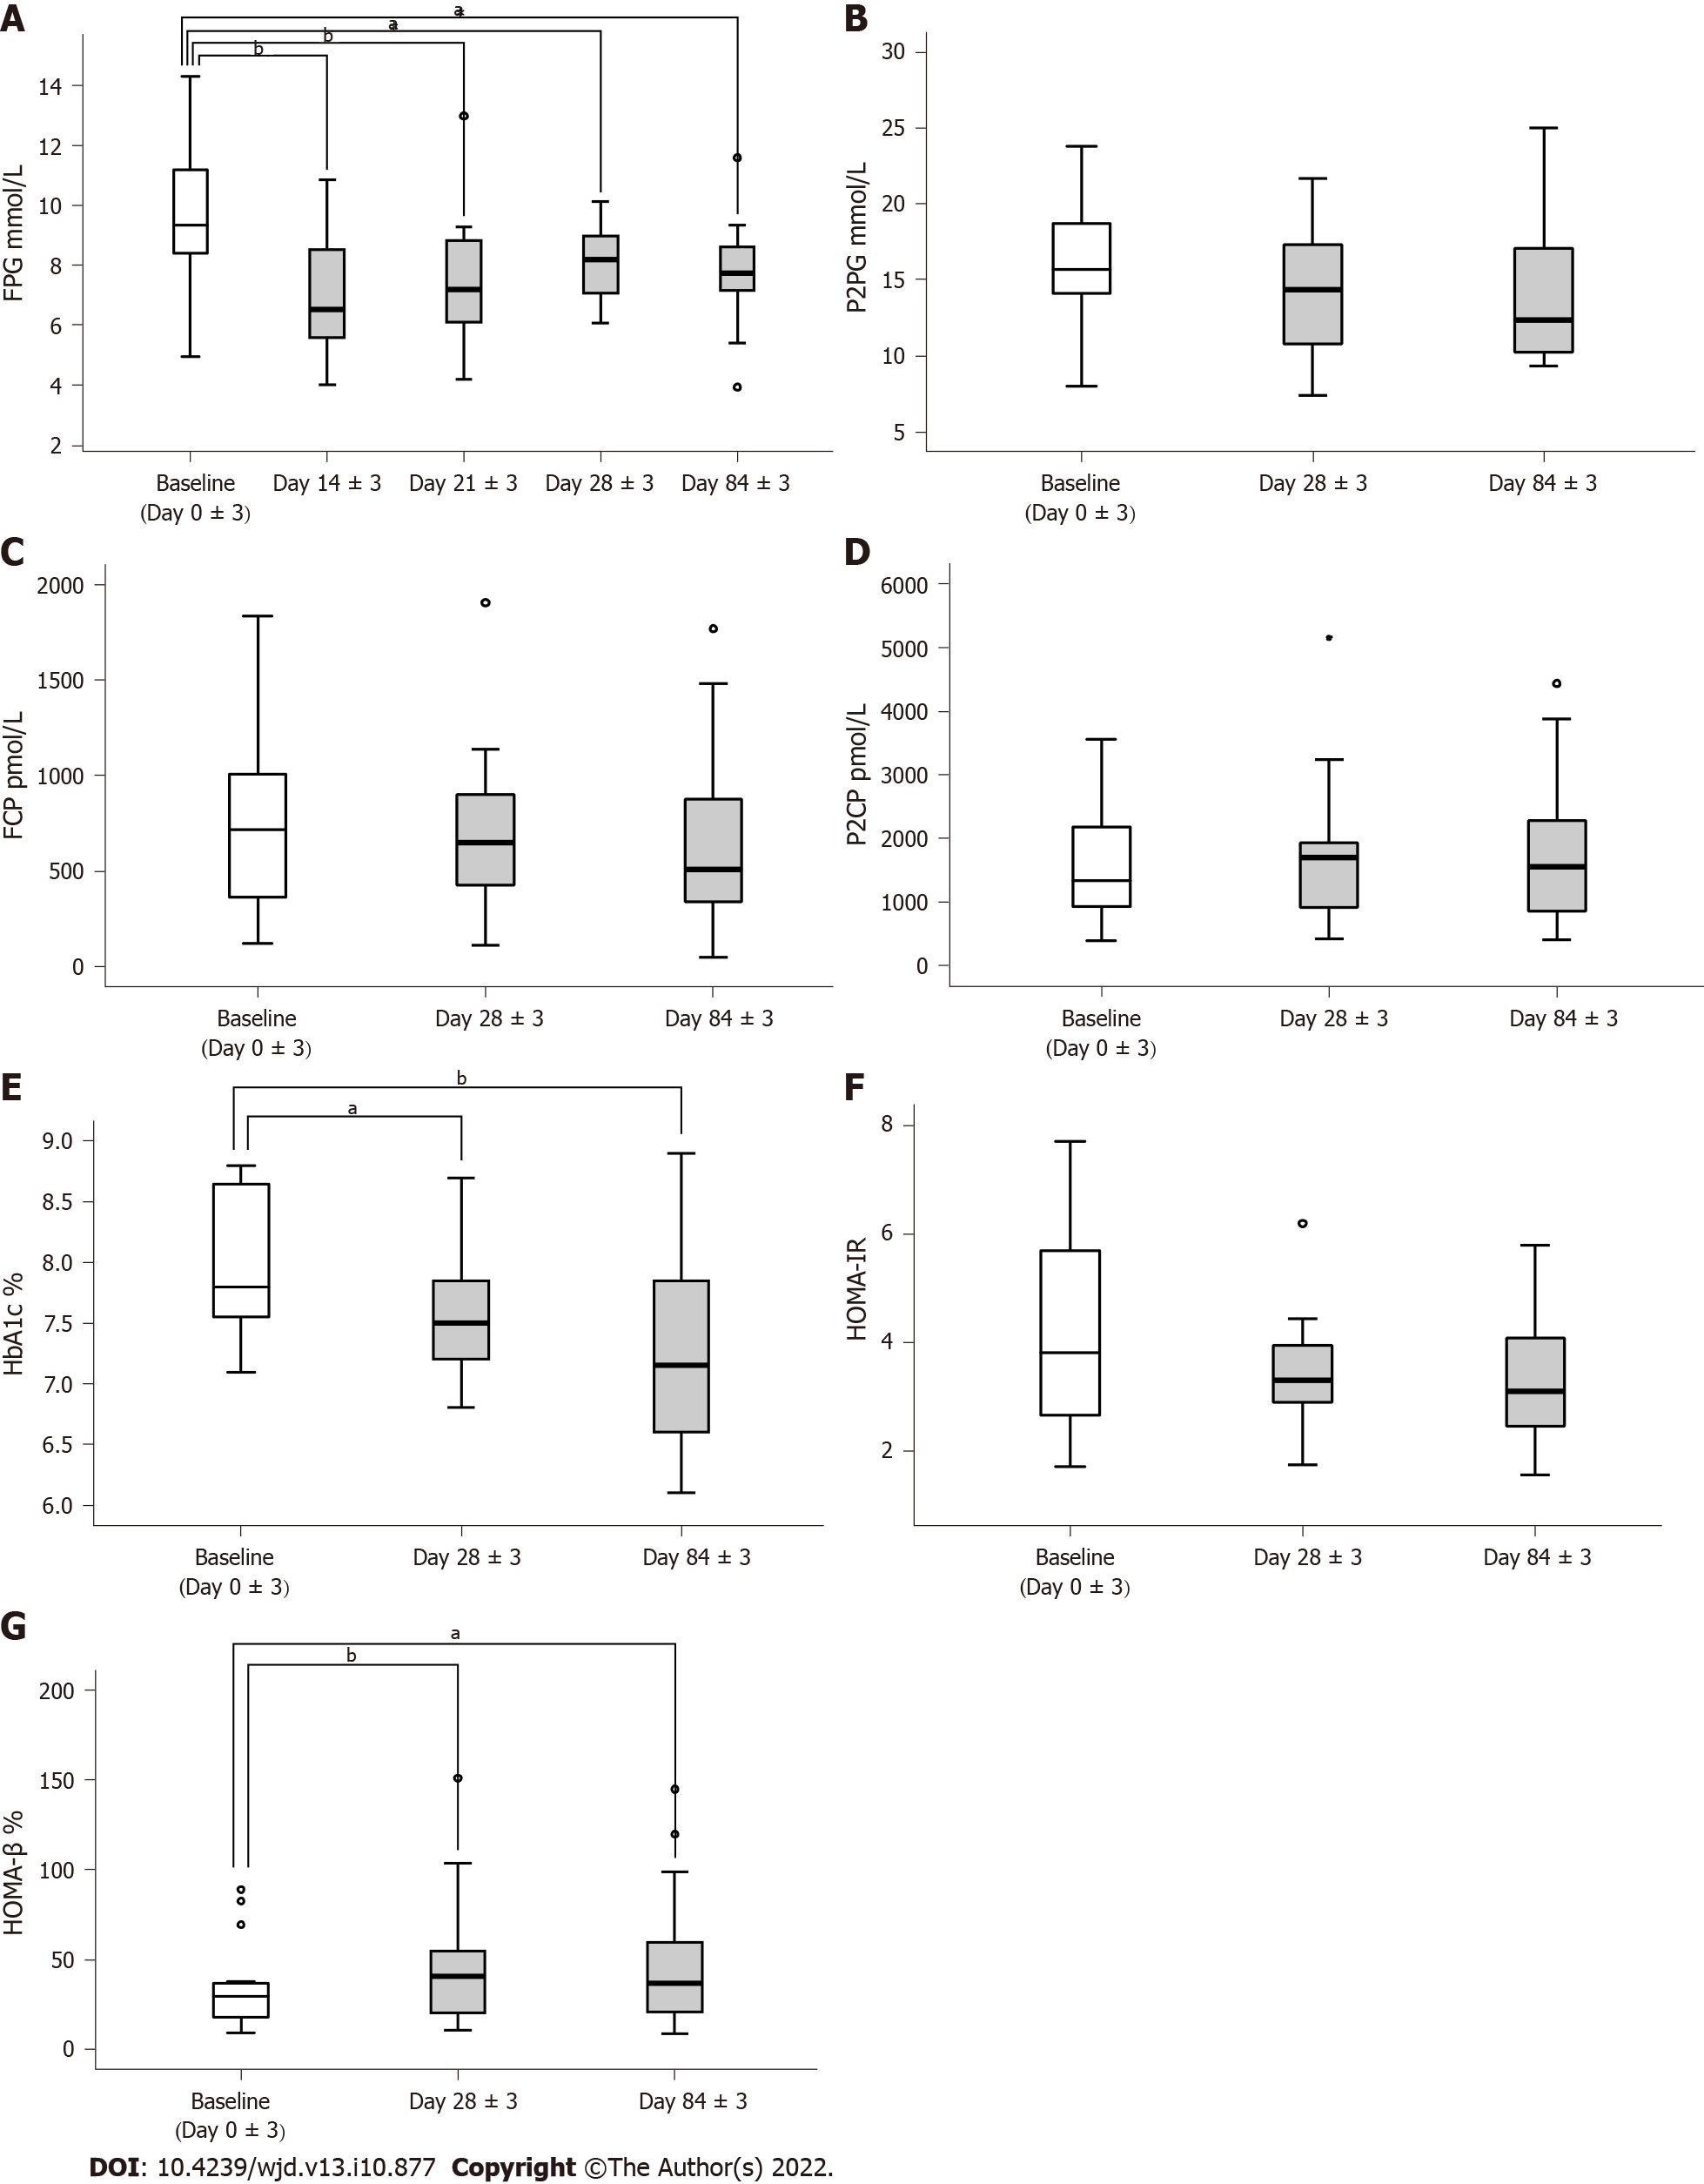 A
a
a
b
b
14
12
10
8
6
4
2
FPG mmol/L
Baseline Day 14 ± 3 Day 21 ± 3 Day 28 ± 3 Day 84 ± 3
(Day 0 ± 3)
B
30
25
20
15
10
5
P2PG mmol/L
Baseline Day 28 ± 3 Day 84 ± 3
(Day 0 ± 3)
C
2000
1500
1000
500
0
FCP pmol/L
Baseline Day 28 ± 3 Day 84 ± 3
(Day 0 ± 3)
D
6000
5000
4000
3000
2000
1000
0
P2CP pmol/L
Baseline Day 28 ± 3 Day 84 ± 3
(Day 0 ± 3)
E
b
a
9.0
8.5
8.0
7.5
7.0
6.5
6.0
HbA1c %
Baseline Day 28 ± 3 Day 84 ± 3
(Day 0 ± 3)
F
8
6
4
2
HOMA-IR
Baseline Day 28 ± 3 Day 84 ± 3
(Day 0 ± 3)
G
a
b
200
150
100
50
0
HOMA-β %
Baseline Day 28 ± 3 Day 84 ± 3
(Day 0 ± 3)
DOI: 10.4239/wjd.v13.i10.877 Copyright ©The Author(s) 2022.